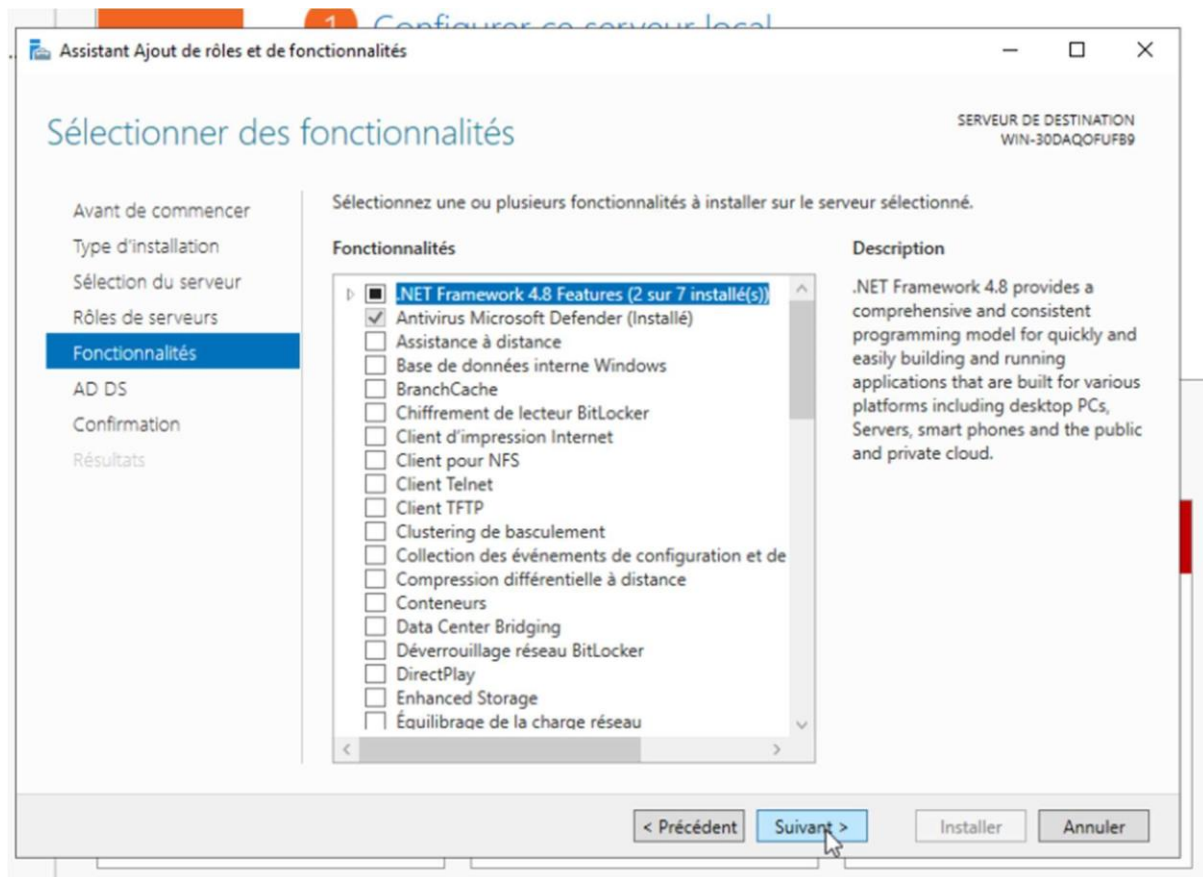 1 Configurer ce serveur local
Assistant Ajout de rôles et de fonctionnalités
Sélectionner des fonctionnalités
SERVEUR DE DESTINATION
WIN-30DAQOFUFB9
Avant de commencer
Type d'installation
Sélection du serveur
Rôles de serveurs
Fonctionnalités
AD DS
Confirmation
Résultats
Sélectionnez une ou plusieurs fonctionnalités à installer sur le serveur sélectionné.
Fonctionnalités
.NET Framework 4.8 Features (2 sur 7 installé(s))
Antivirus Microsoft Defender (Installé)
Assistance à distance
Base de données interne Windows
BranchCache
Chiffrement de lecteur BitLocker
Client d'impression Internet
Client pour NFS
Client Telnet
Client TFTP
Clustering de basculement
Collection des événements de configuration et de
Compression différentielle à distance
Conteneurs
Data Center Bridging
Déverrouillage réseau BitLocker
DirectPlay
Enhanced Storage
Équilibrage de la charge réseau
Description
.NET Framework 4.8 provides a
comprehensive and consistent
programming model for quickly and
easily building and running
applications that are built for various
platforms including desktop PCs,
Servers, smart phones and the public
and private cloud.
< Précédent
Suivant >
Installer
Annuler